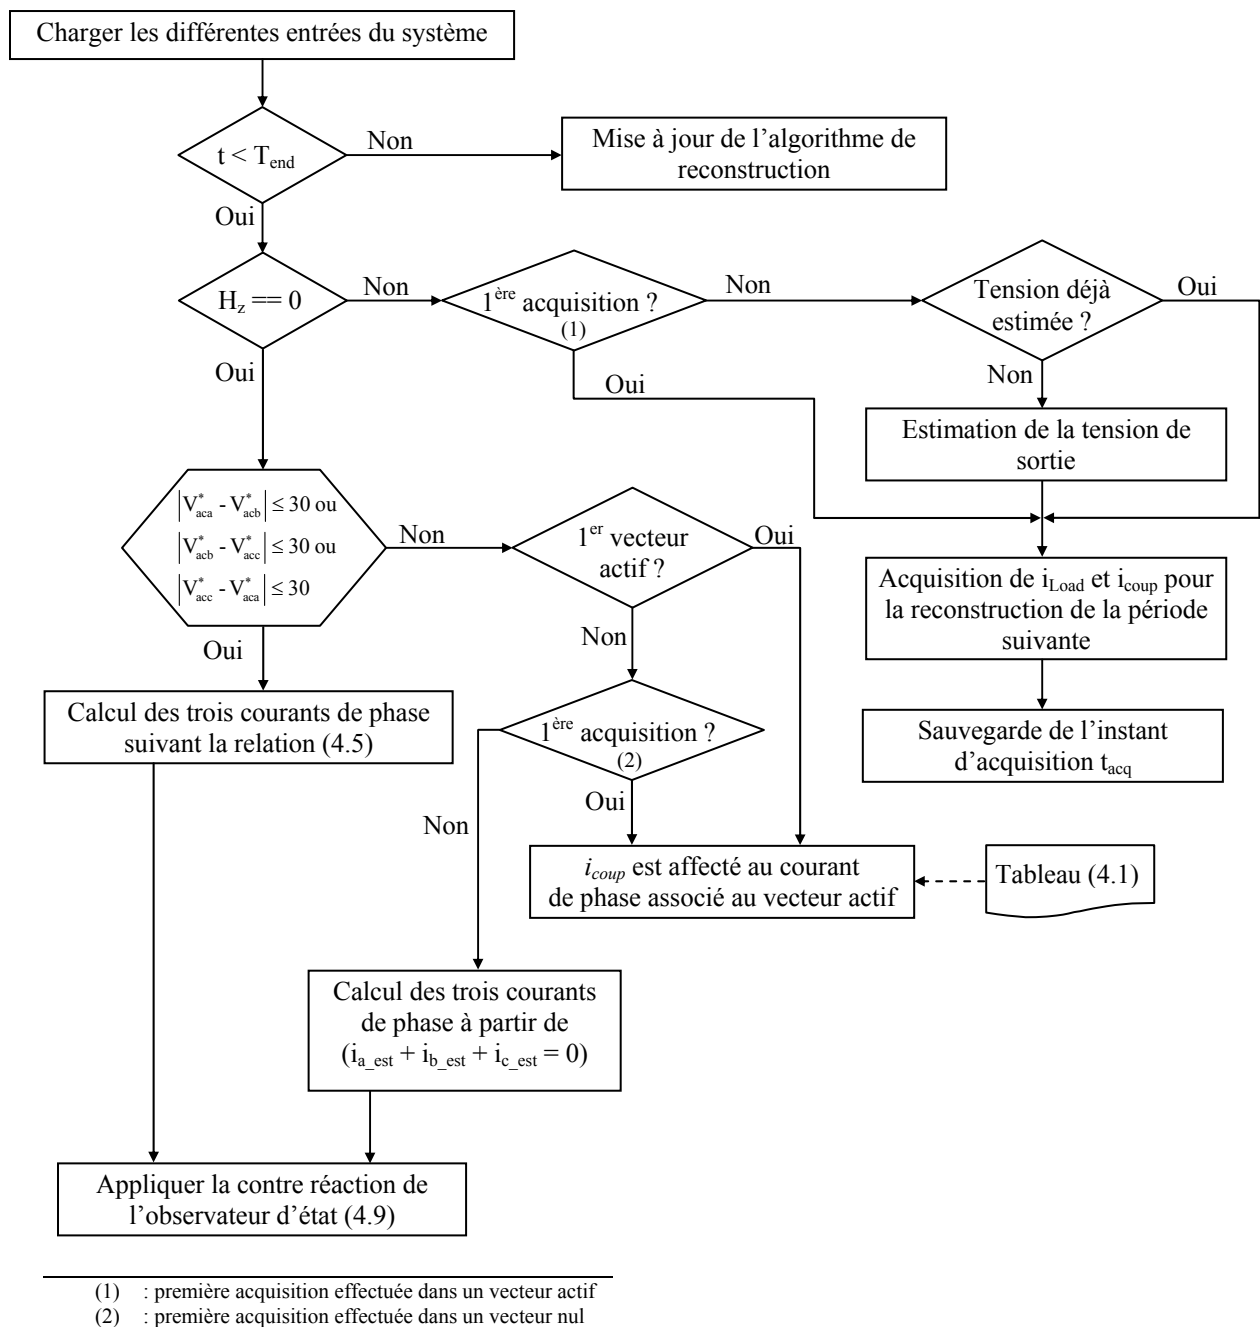 Charger les différentes entrées du système
t < T_end
Non
Mise à jour de l'algorithme de
reconstruction
Oui
H_z == 0
Non
1ère acquisition ?
(1)
Non
Tension déjà
estimée ?
Oui
Oui
Oui
Non
Estimation de la tension de
sortie
|V*_aca - V*_acb| ≤ 30 ou
|V*_acb - V*_acc| ≤ 30 ou
|V*_acc - V*_aca| ≤ 30
Non
1er vecteur
actif ?
Oui
Acquisition de i_Load et i_coup pour
la reconstruction de la période
suivante
Oui
Non
Calcul des trois courants de phase
suivant la relation (4.5)
1ère acquisition ?
(2)
Sauvegarde de l'instant
d'acquisition t_acq
Non
Oui
i_coup est affecté au courant
de phase associé au vecteur actif
Tableau (4.1)
Calcul des trois courants
de phase à partir de
(i_a_est + i_b_est + i_c_est = 0)
Appliquer la contre réaction de
l'observateur d'état (4.9)
(1) : première acquisition effectuée dans un vecteur actif
(2) : première acquisition effectuée dans un vecteur nul